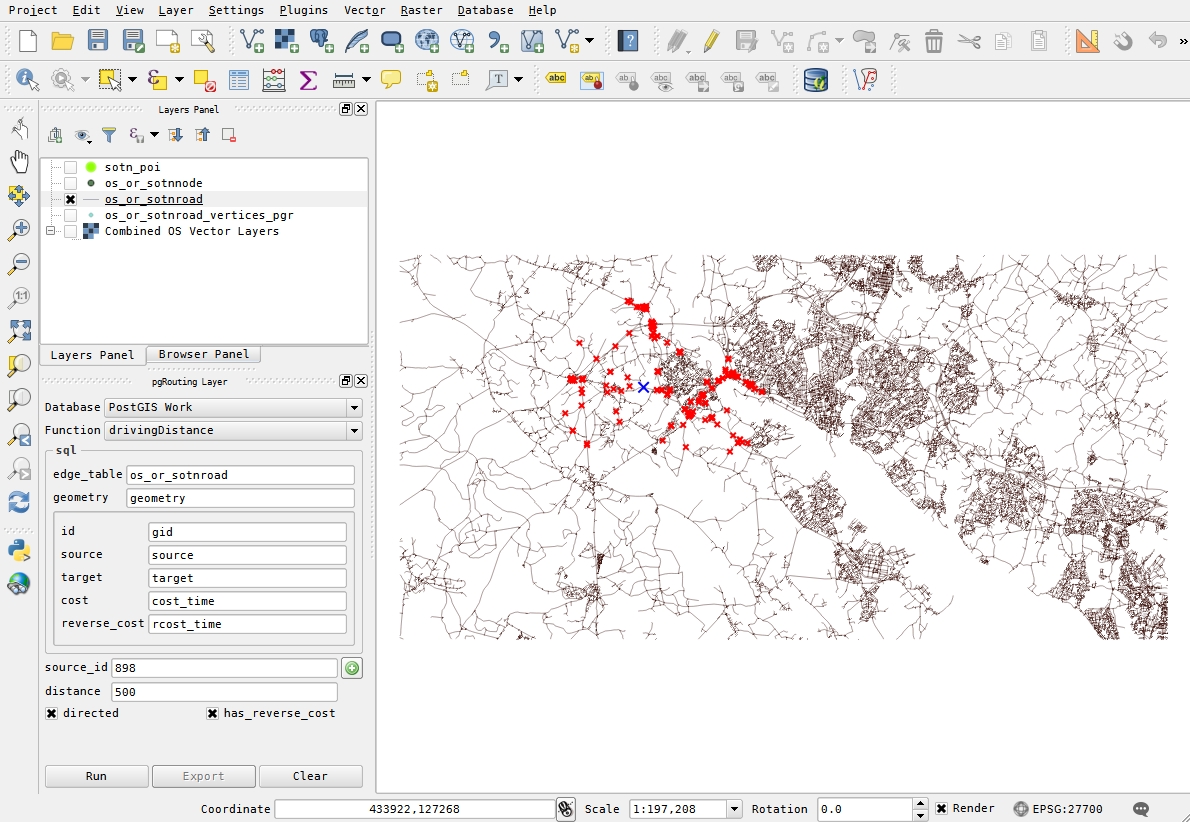 Project Edit View Layer Settings Plugins Vector Raster Database Help
Layers Panel
sotn_poi
os_or_sotnnode
os_or_sotnroad
os_or_sotnroad_vertices_pgr
Combined OS Vector Layers
Layers Panel Browser Panel
pgRouting Layer
Database PostGIS Work
Function drivingDistance
sql
edge_table os_or_sotnroad
geometry geometry
id gid
source source
target target
cost cost_time
reverse_cost rcost_time
source_id 898
distance 500
directed has_reverse_cost
Run Export Clear
Coordinate 433922,127268 Scale 1:197,208 Rotation 0.0 Render EPSG:27700